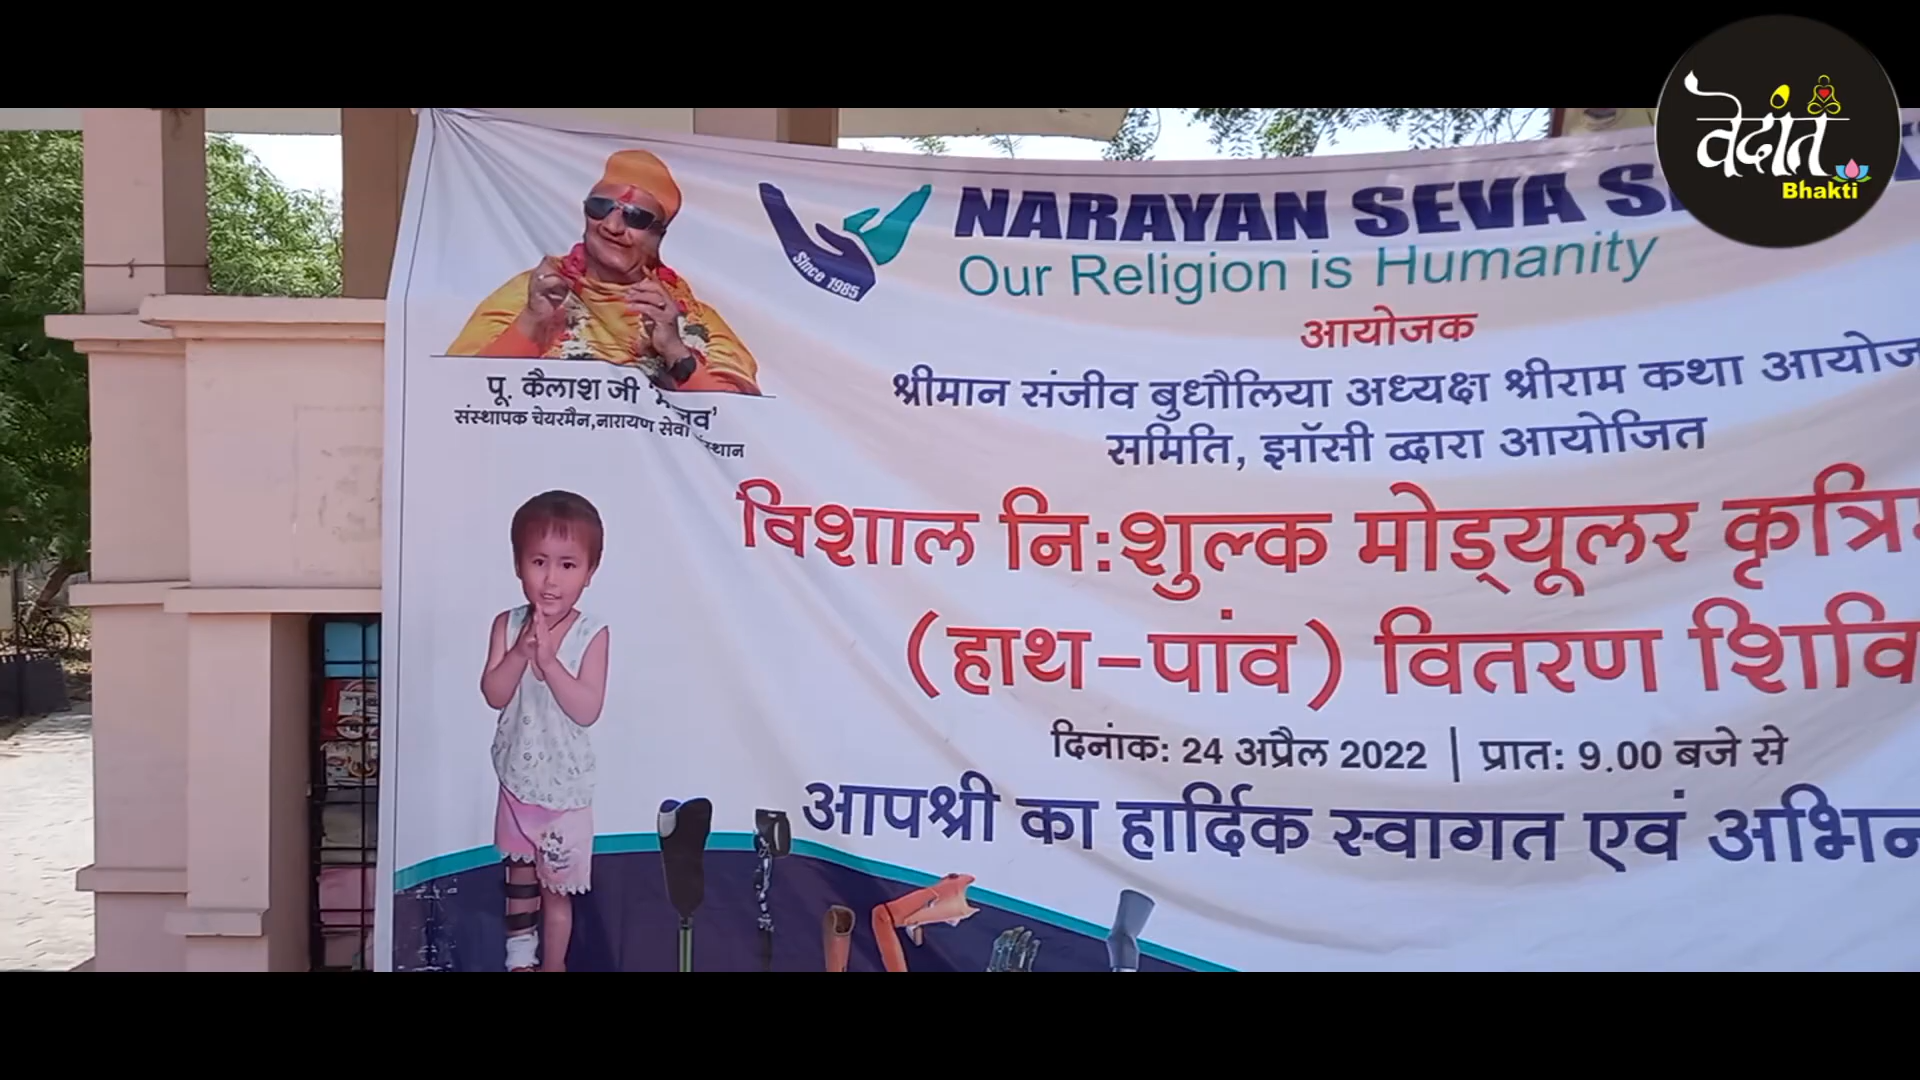 वेदांत
Bhakti
NARAYAN SEVA
Our Religion is Humanity
Since 1985
आयोजक
श्रीमान संजीव बुधौलिया अध्यक्ष श्रीराम कथा
समिति, झॉसी द्वारा आयोजित
पू. कैलाश जी
संस्थापक चेयरमैन,नारायण सेवा
विशाल नि:शुल्क मोड्यूलर
(हाथ-पांव) वितरण
दिनांक: 24 अप्रैल 2022 | प्रात: 9.00 बजे से
आपश्री का हार्दिक स्वागत एवं